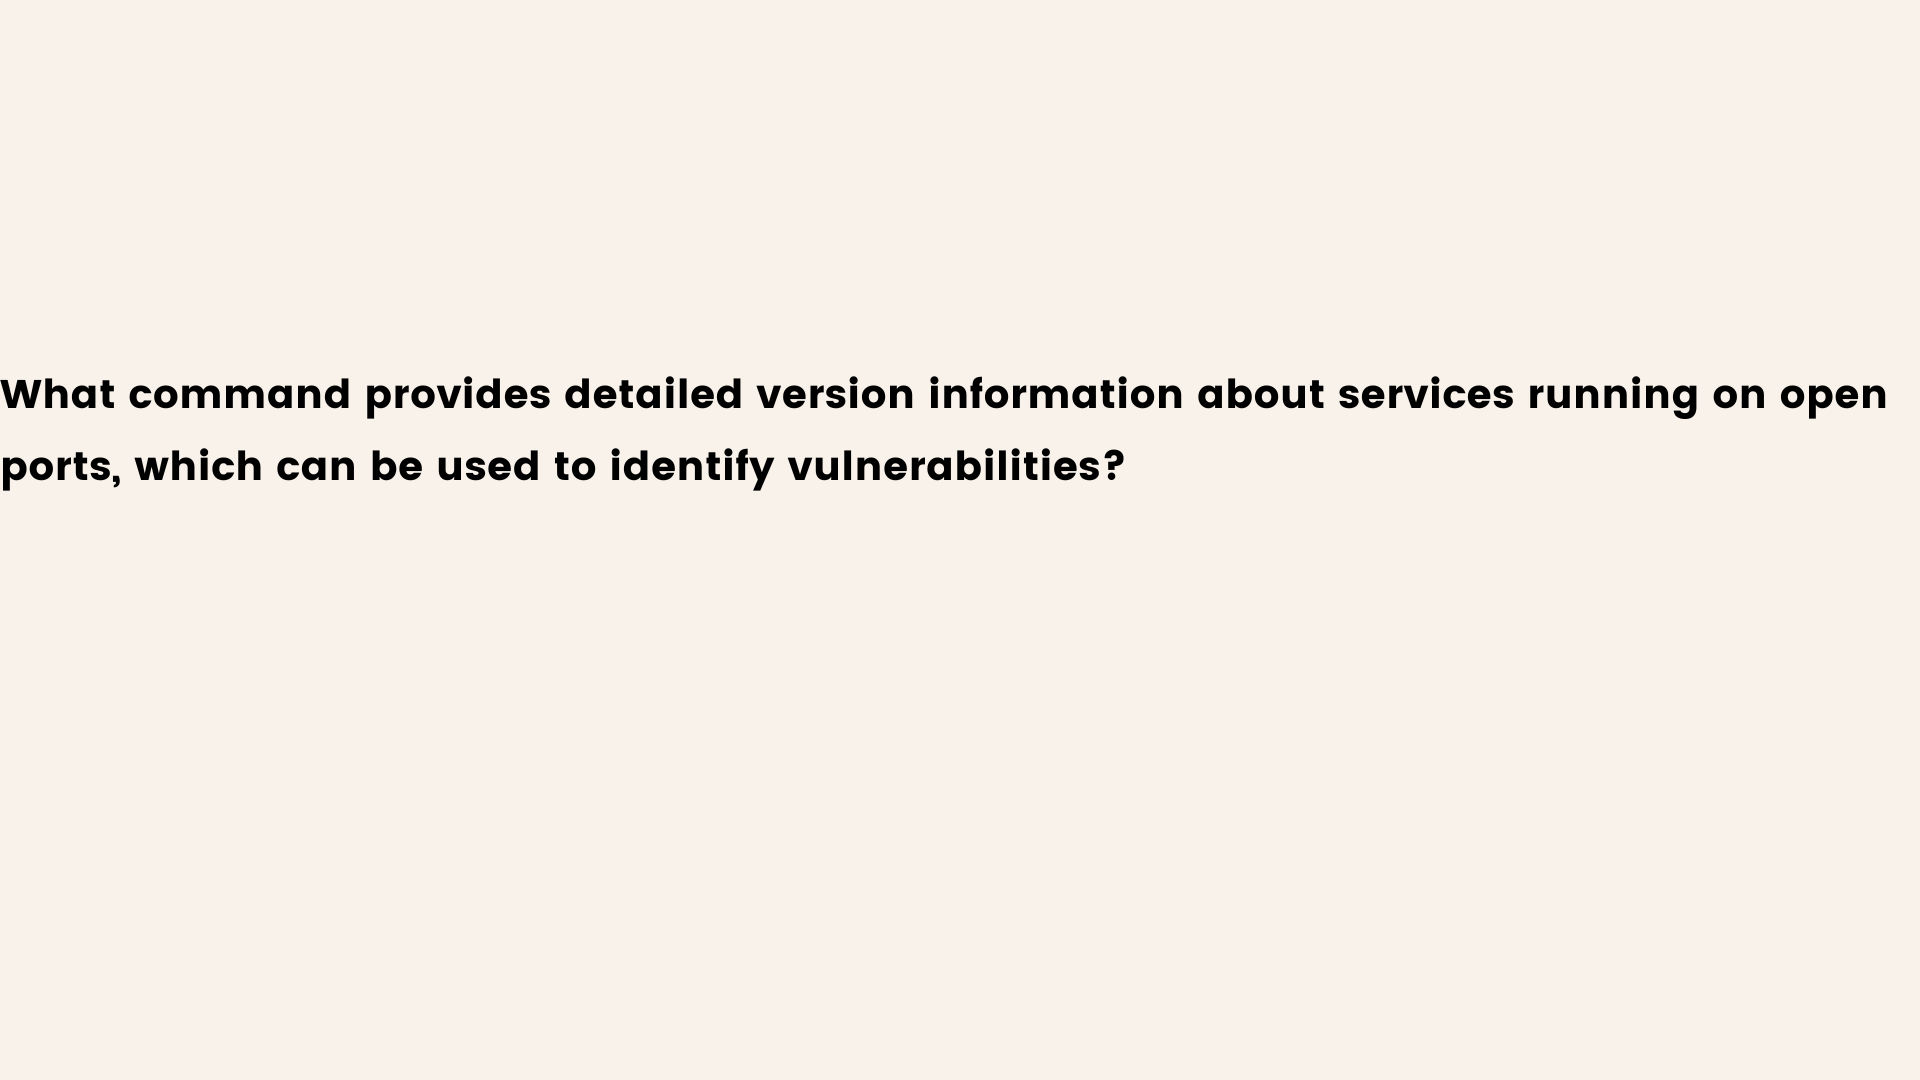 What command provides detailed version information about services running on open
ports, which can be used to identify vulnerabilities?